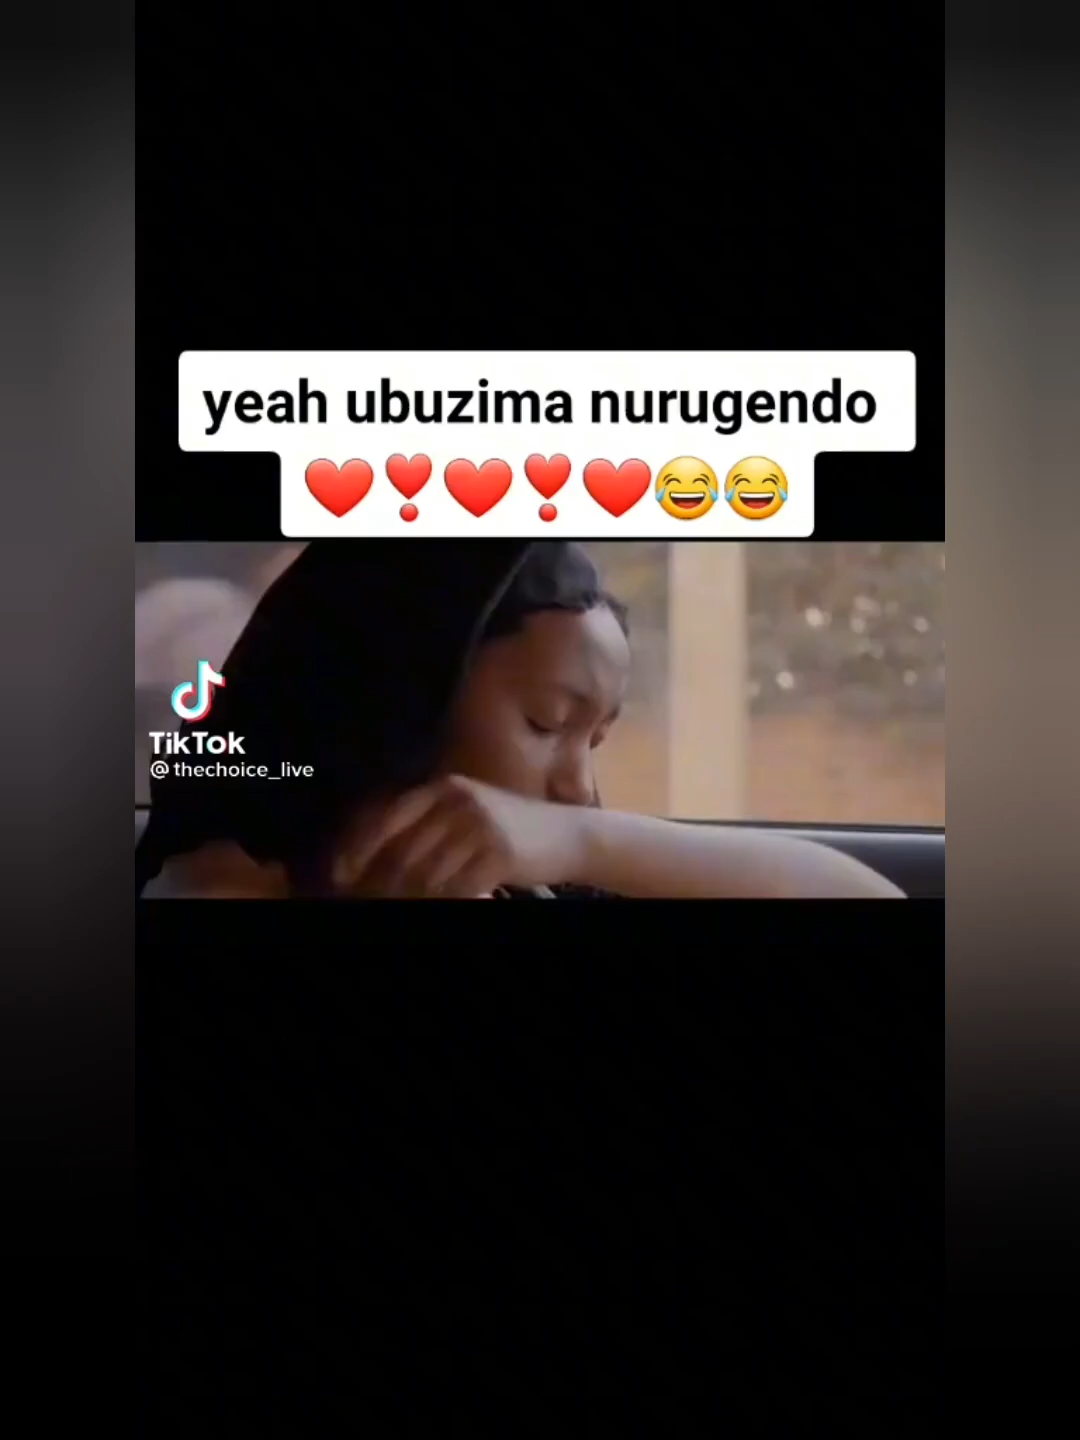 yeah ubuzima nurugendo
❤️❣️❤️❣️❤️😂😂
TikTok
@thechoice_live